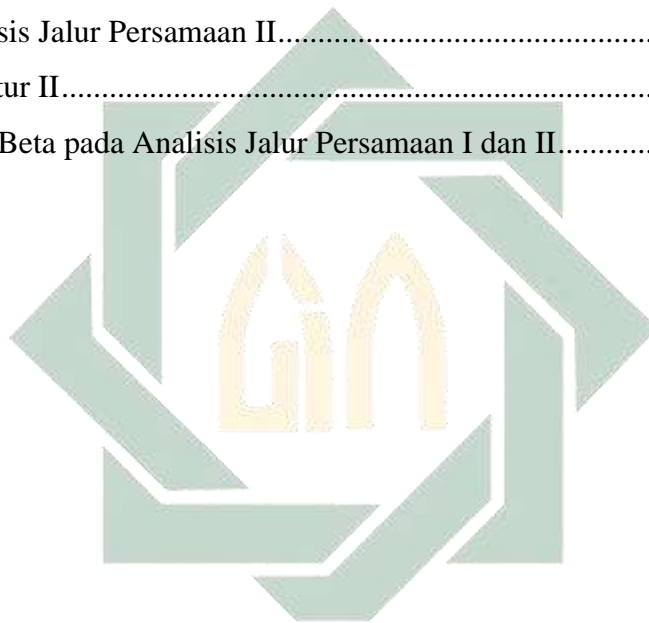 sis Jalur Persamaan II
tur II
Beta pada Analisis Jalur Persamaan I dan II